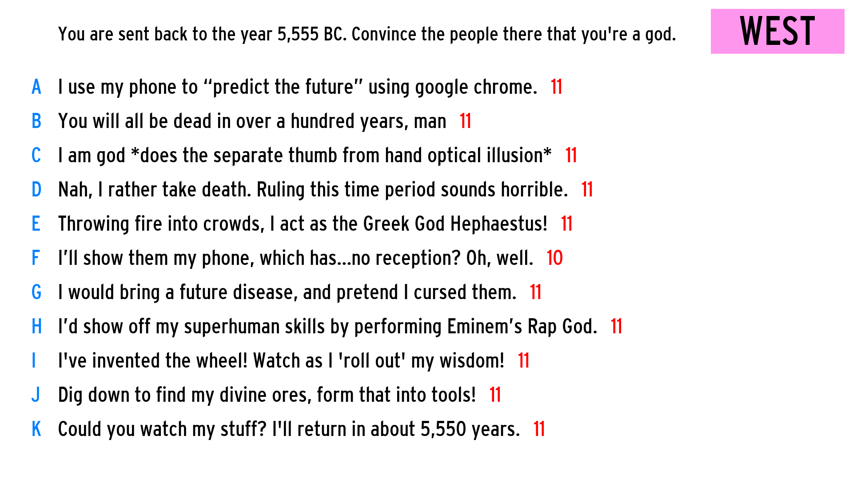 You are sent back to the year 5,555 BC. Convince the people there that you're a god.
WEST
A I use my phone to “predict the future” using google chrome. 11
B You will all be dead in over a hundred years, man 11
C I am god *does the separate thumb from hand optical illusion* 11
D Nah, I rather take death. Ruling this time period sounds horrible. 11
E Throwing fire into crowds, I act as the Greek God Hephaestus! 11
F I’ll show them my phone, which has...no reception? Oh, well. 10
G I would bring a future disease, and pretend I cursed them. 11
H I’d show off my superhuman skills by performing Eminem’s Rap God. 11
I I've invented the wheel! Watch as I 'roll out' my wisdom! 11
J Dig down to find my divine ores, form that into tools! 11
K Could you watch my stuff? I'll return in about 5,550 years. 11